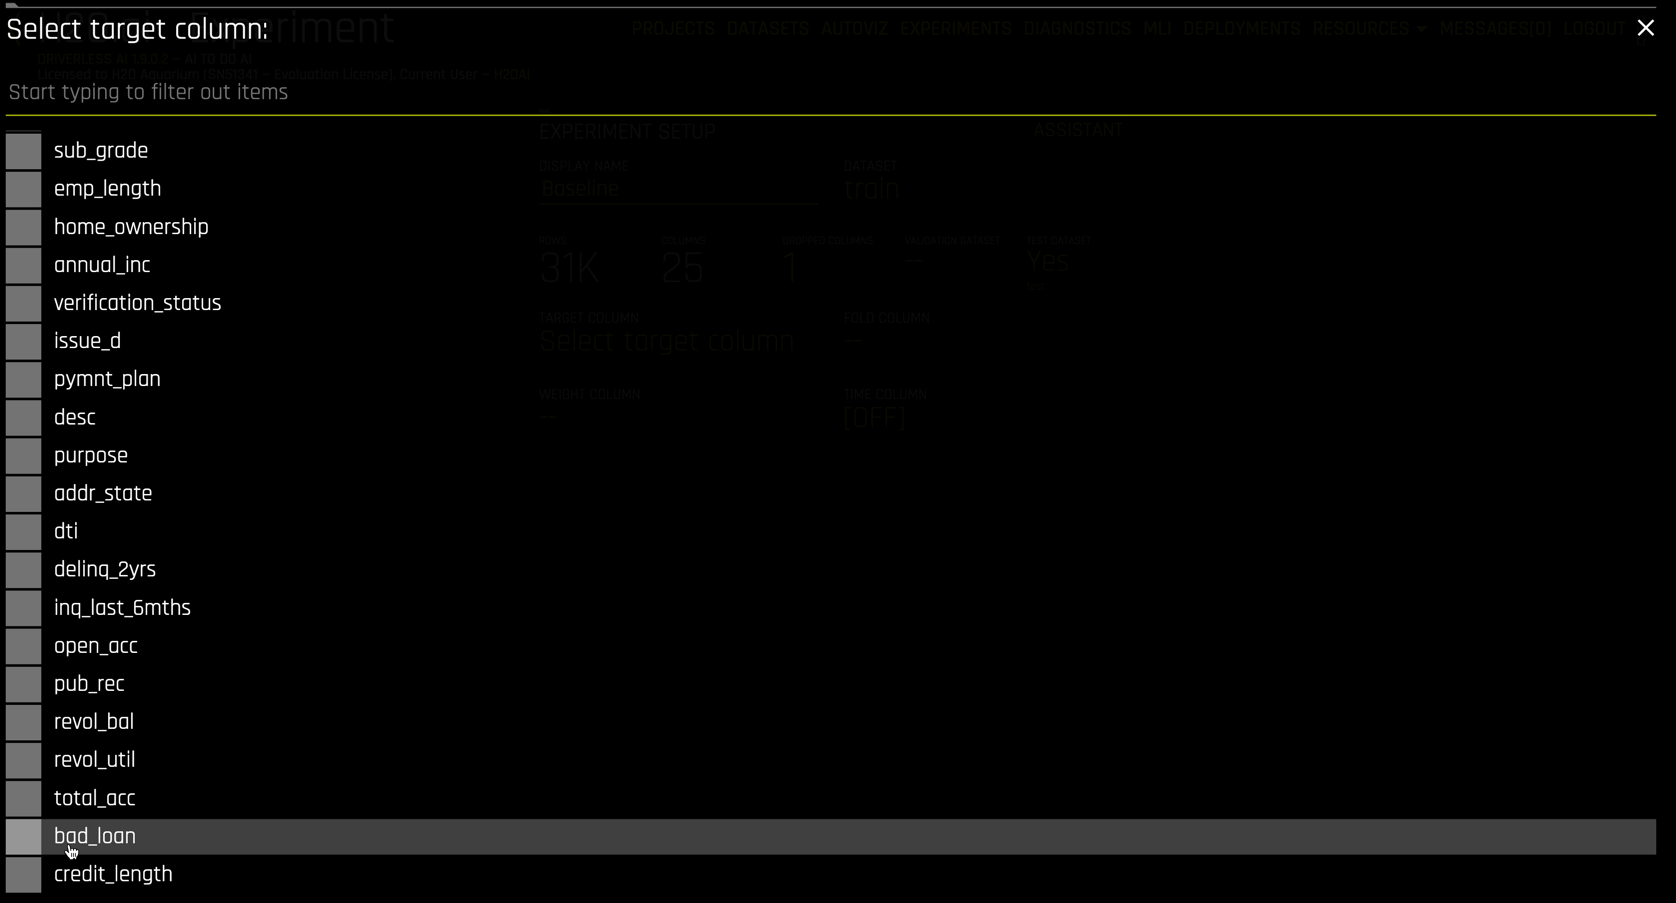 Select target column:
Experiment
PROJECTS DATASETS AUTOVIZ EXPERIMENTS DIAGNOSTICS MLI DEPLOYMENTS RESOURCES MESSAGES[0] LOGOUT
DRIVERLESS AI 1.9.0.2 – AI TO DO AI
Licensed to H2O Aquarium (SN51341 – Evaluation License), Current User – H2OAI
Start typing to filter out items
EXPERIMENT SETUP
ASSISTANT
DISPLAY NAME
Baseline
DATASET
train
ROWS
31K
COLUMNS
25
DROPPED COLUMNS
1
VALIDATION DATASET
--
TEST DATASET
Yes
TARGET COLUMN
Select target column
FOLD COLUMN
--
WEIGHT COLUMN
--
TIME COLUMN
[OFF]
sub_grade
emp_length
home_ownership
annual_inc
verification_status
issue_d
pymnt_plan
desc
purpose
addr_state
dti
delinq_2yrs
inq_last_6mths
open_acc
pub_rec
revol_bal
revol_util
total_acc
bad_loan
credit_length